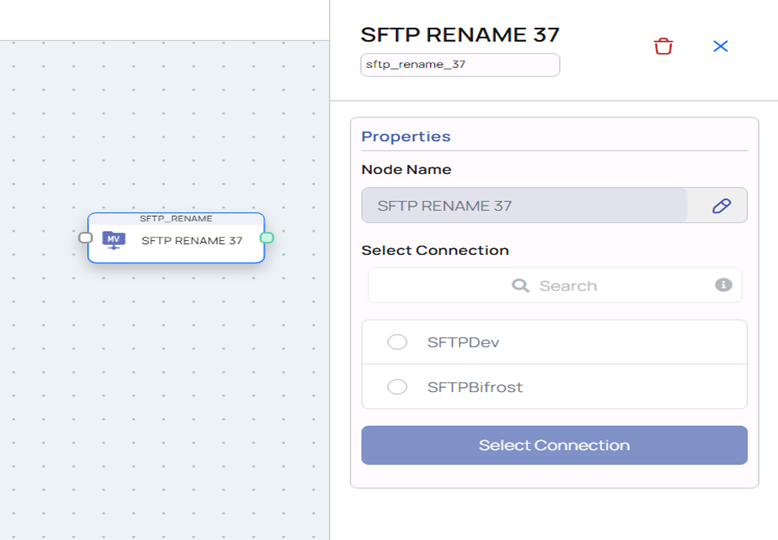 SFTP RENAME 37
sftp_rename_37
Properties
Node Name
SFTP RENAME 37
Select Connection
Search
SFTPDev
SFTPBifrost
Select Connection
SFTP_RENAME
MV
SFTP RENAME 37